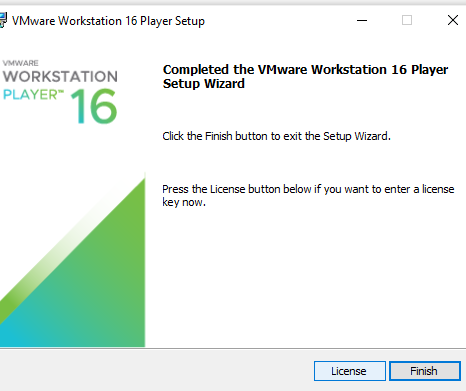 VMware Workstation 16 Player Setup
VMWARE
WORKSTATION
PLAYER™ 16
Completed the VMware Workstation 16 Player
Setup Wizard
Click the Finish button to exit the Setup Wizard.
Press the License button below if you want to enter a license
key now.
License
Finish